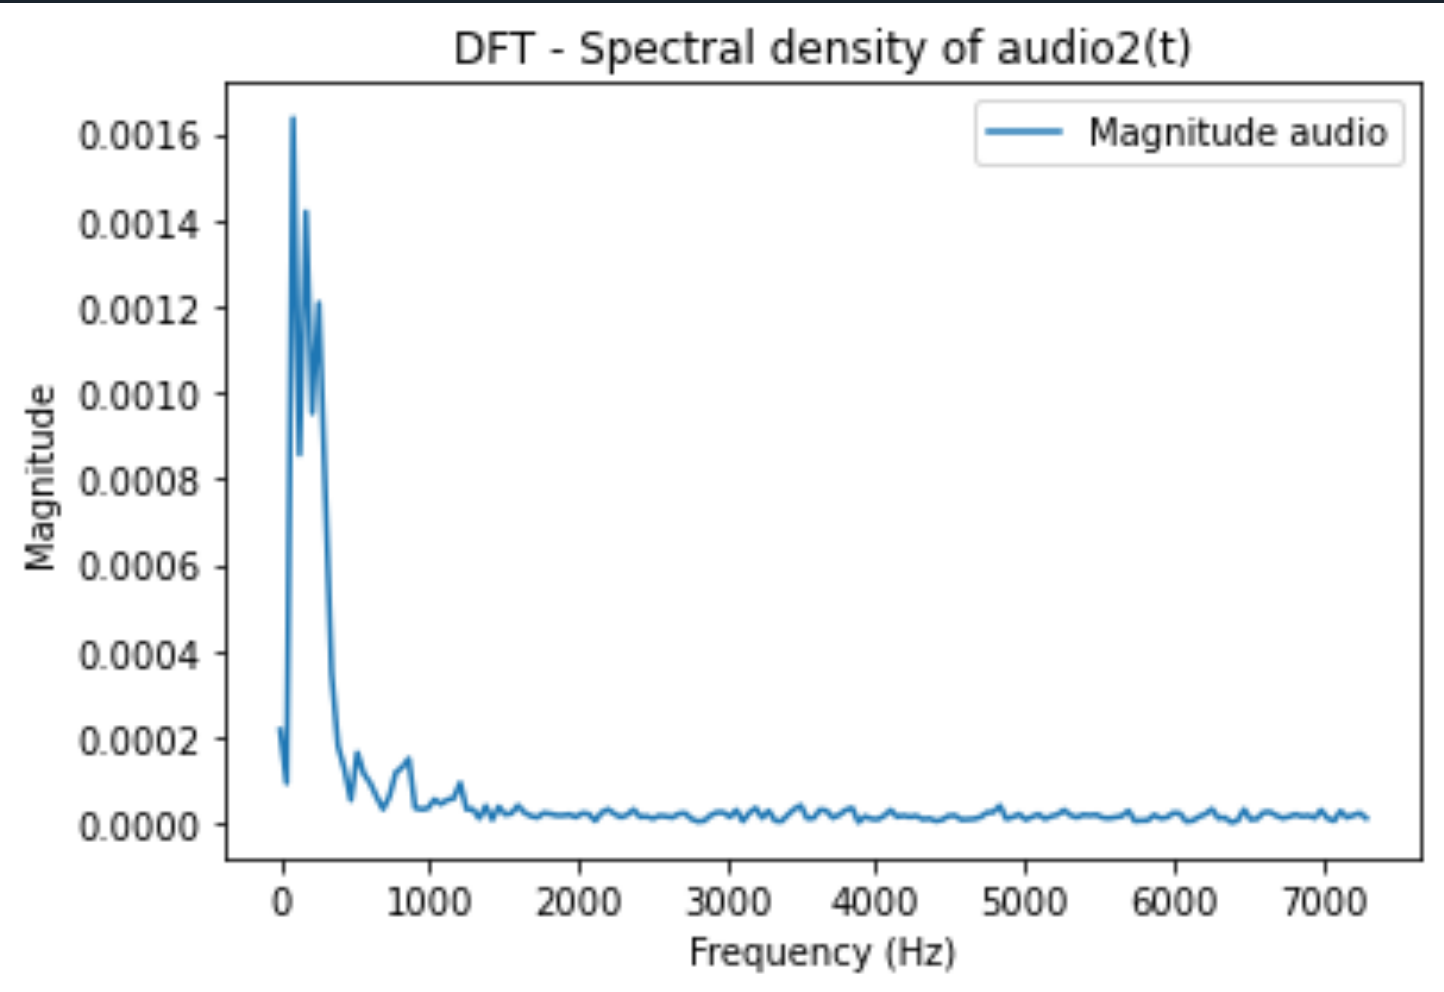 DFT - Spectral density of audio2(t)
Magnitude audio
0.0016
0.0014
0.0012
0.0010
0.0008
0.0006
0.0004
0.0002
0.0000
Magnitude
0 1000 2000 3000 4000 5000 6000 7000
Frequency (Hz)